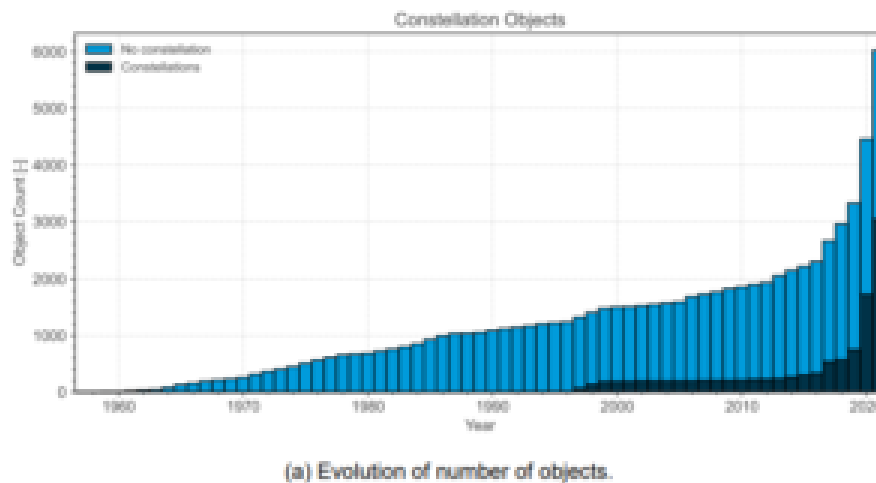 Constellation Objects
No constellation
Constellations
6000
5000
4000
3000
2000
1000
0
Object Count [-]
1960 1970 1980 1990 2000 2010 2020
Year
(a) Evolution of number of objects.